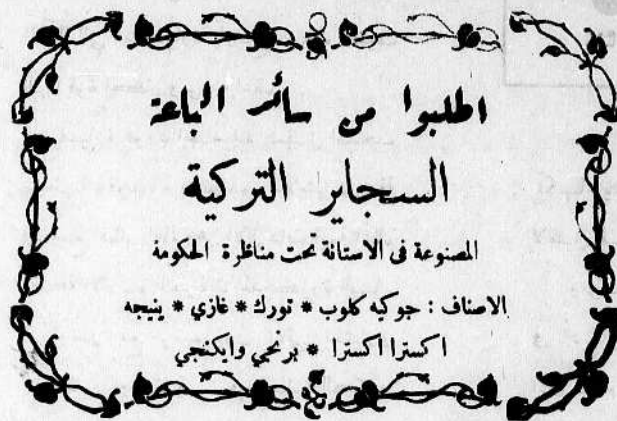 اطلبوا من سائر الباعة
السجاير التركية
المصنوعة فى الاستانة تحت مناظرة الحكومة
الاصناف : جوكيه كلوب * تورك * غازي * ينيجه
اكسترا اكسترا * برنجي وايكنجي